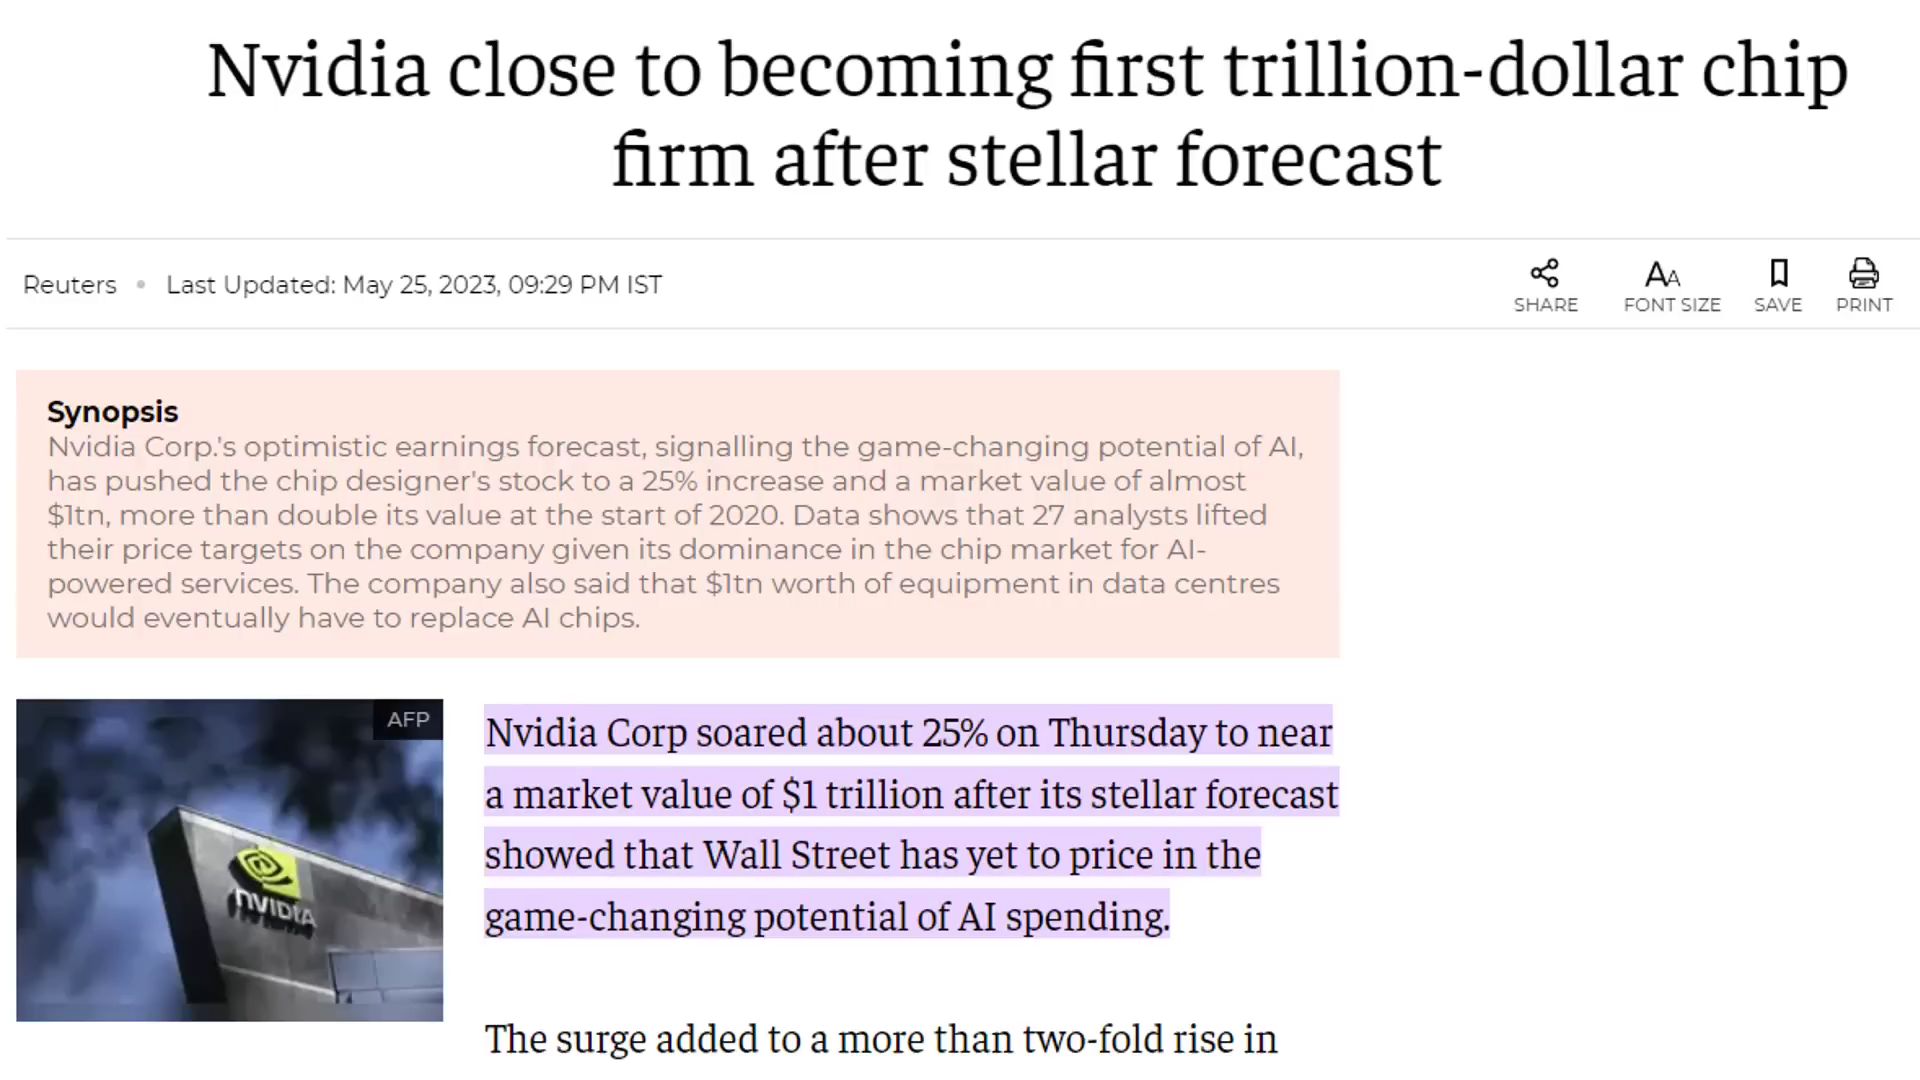 Nvidia close to becoming first trillion-dollar chip
firm after stellar forecast
Reuters • Last Updated: May 25, 2023, 09:29 PM IST
SHARE
FONT SIZE
SAVE
PRINT
Synopsis
Nvidia Corp.'s optimistic earnings forecast, signalling the game-changing potential of AI,
has pushed the chip designer's stock to a 25% increase and a market value of almost
$1tn, more than double its value at the start of 2020. Data shows that 27 analysts lifted
their price targets on the company given its dominance in the chip market for AI-
powered services. The company also said that $1tn worth of equipment in data centres
would eventually have to replace AI chips.
AFP
NVIDIA
Nvidia Corp soared about 25% on Thursday to near
a market value of $1 trillion after its stellar forecast
showed that Wall Street has yet to price in the
game-changing potential of AI spending.
The surge added to a more than two-fold rise in